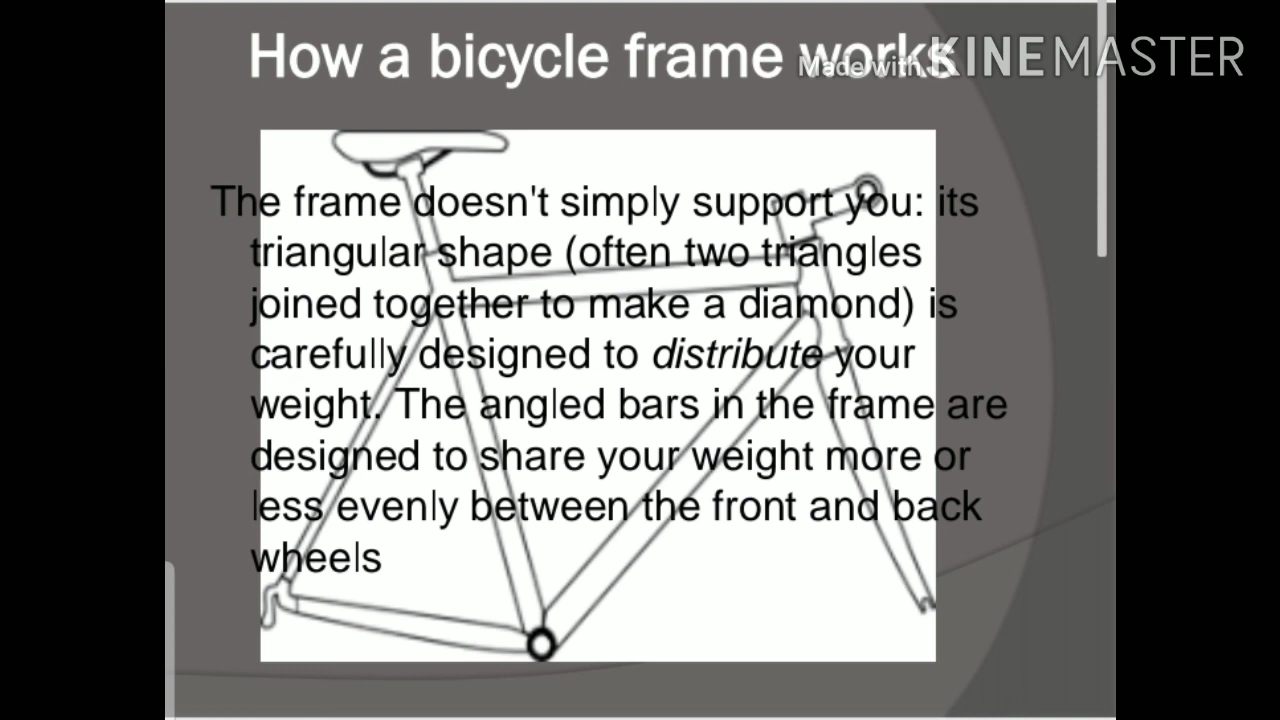 How a bicycle frame works
Made with KINEMASTER
The frame doesn't simply support you: its
triangular shape (often two triangles
joined together to make a diamond) is
carefully designed to distribute your
weight. The angled bars in the frame are
designed to share your weight more or
less evenly between the front and back
wheels